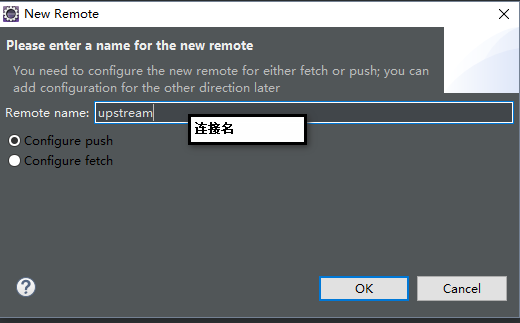 New Remote
Please enter a name for the new remote
You need to configure the new remote for either fetch or push; you can
add configuration for the other direction later
Remote name: upstream
连接名
Configure push
Configure fetch
?
OK Cancel